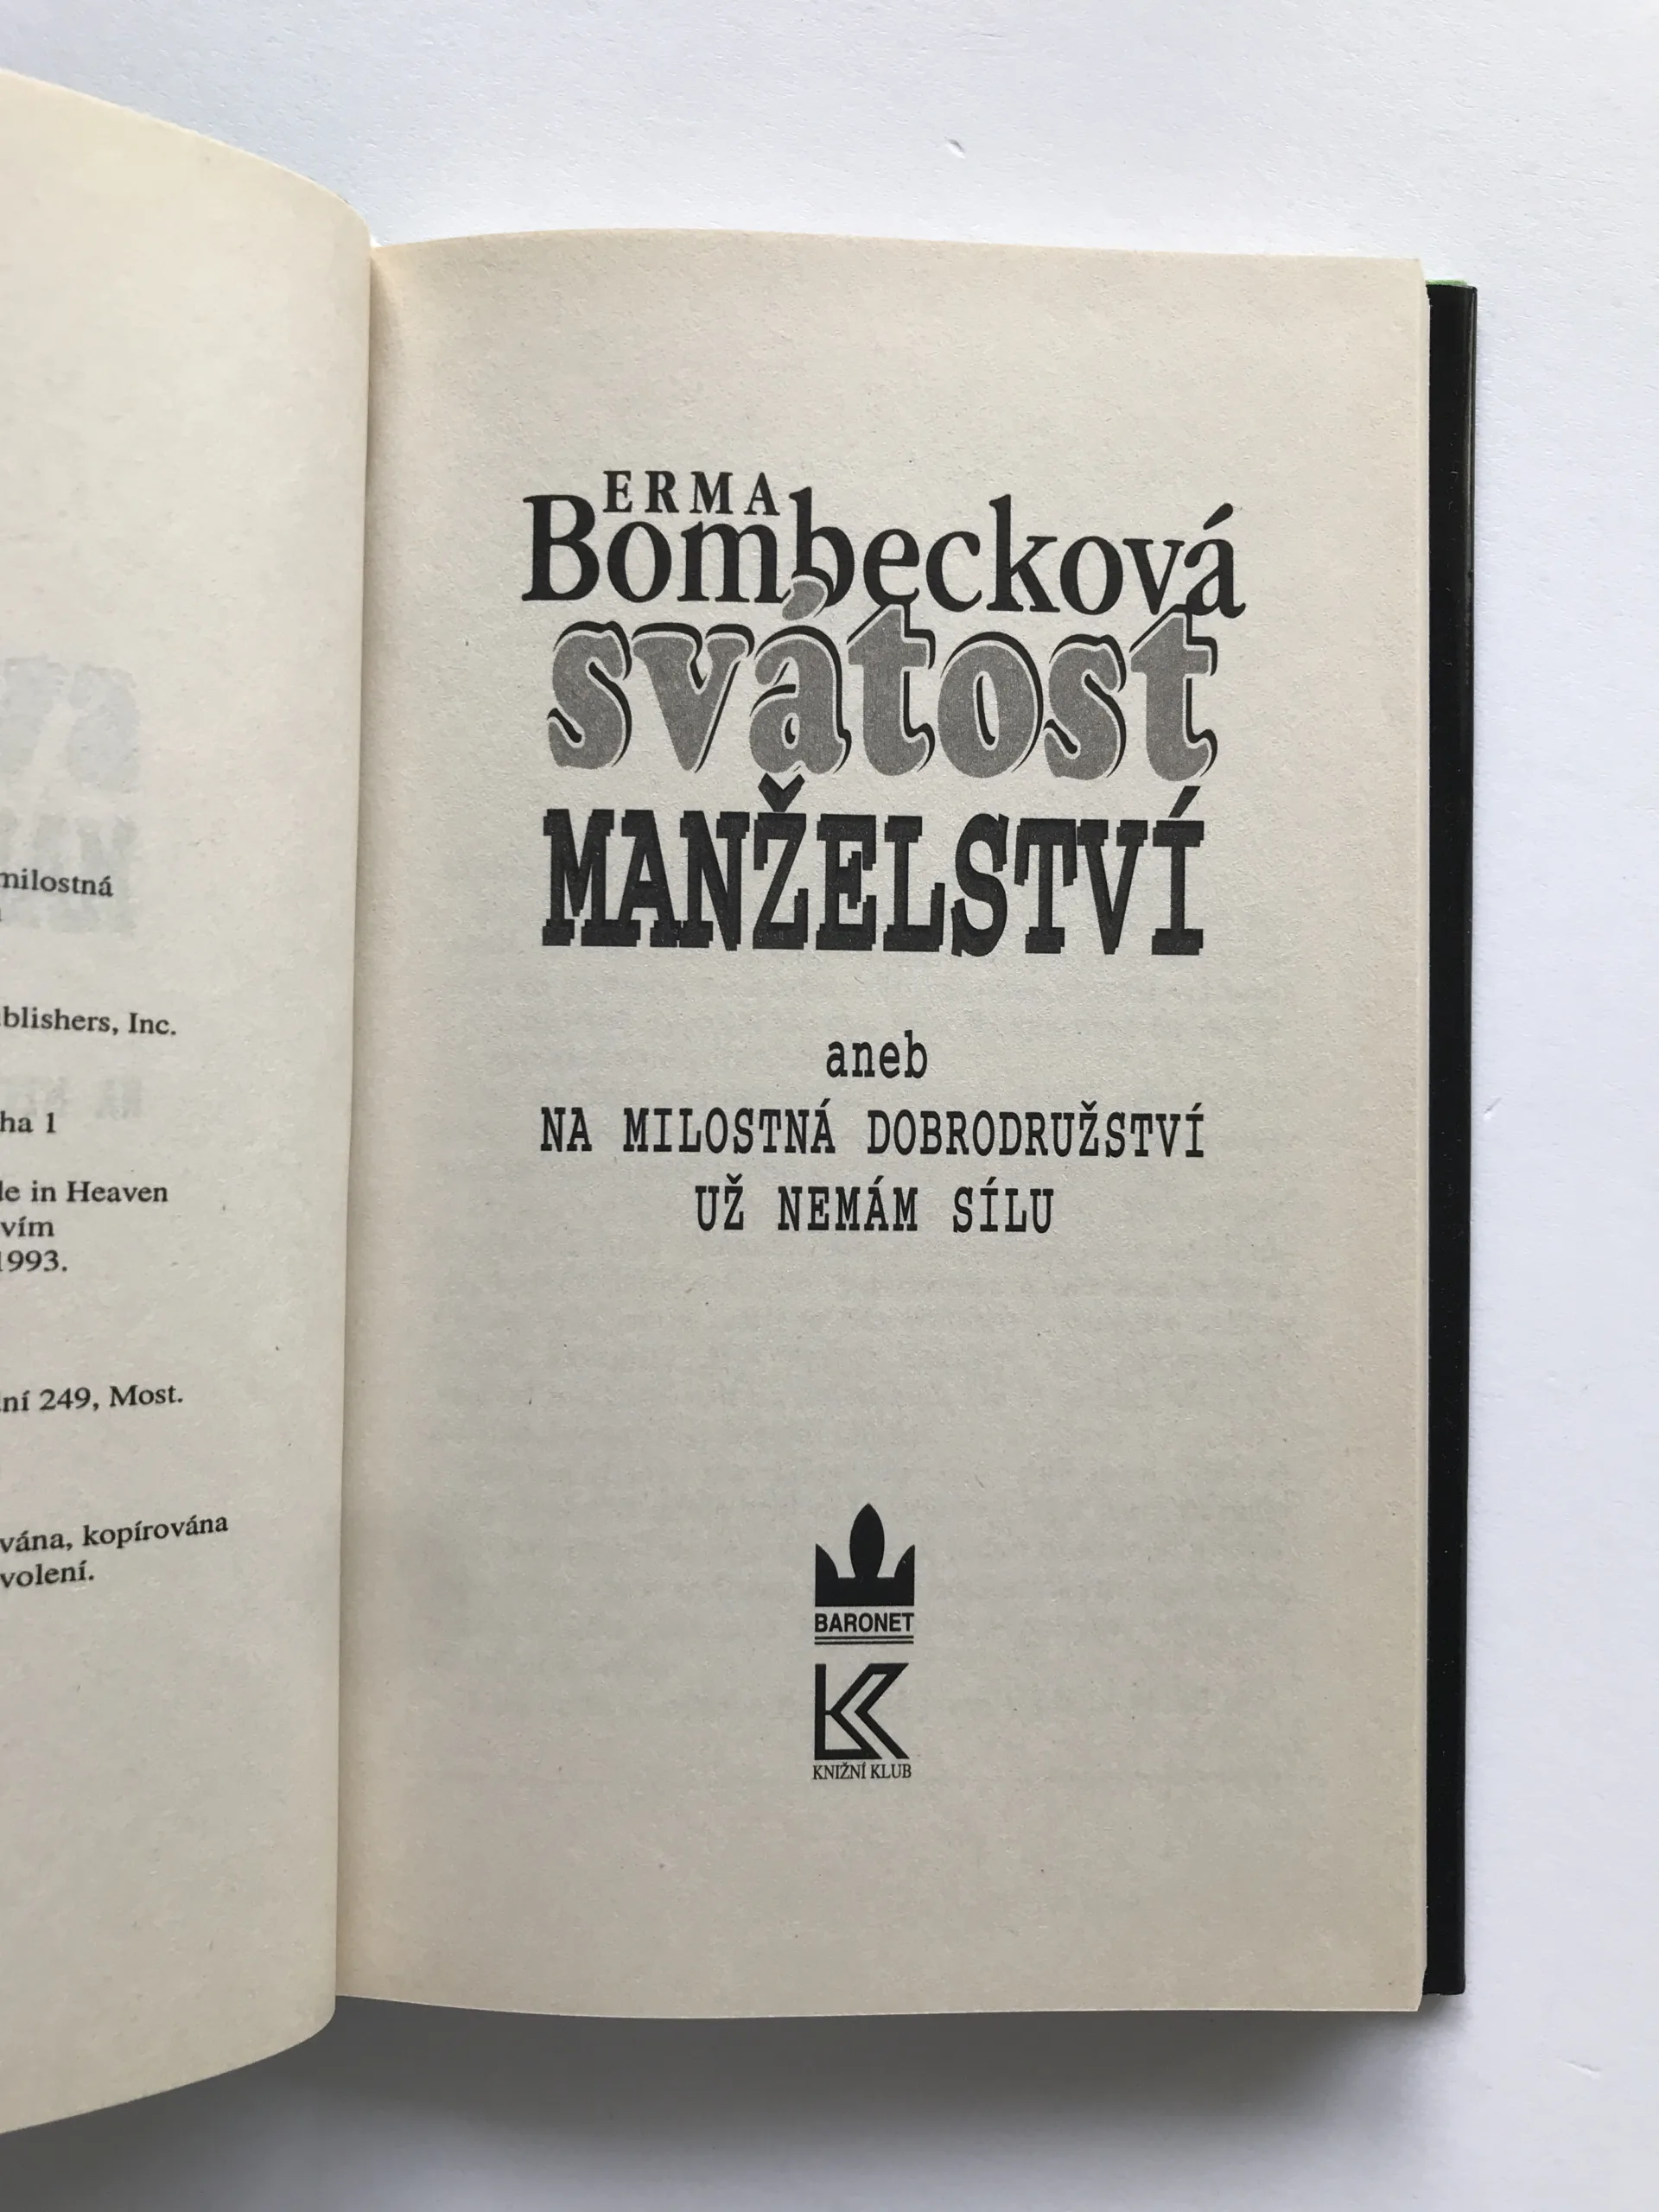 milostná
blishers, Inc.
ha 1
de in Heaven
vím
1993.
ní 249, Most.
vána, kopírována
volení.
ERMA
Bombecková
svátost
MANŽELSTVÍ
aneb
NA MILOSTNÁ DOBRODRUŽSTVÍ
UŽ NEMÁM SÍLU
BARONET
KNIŽNÍ KLUB